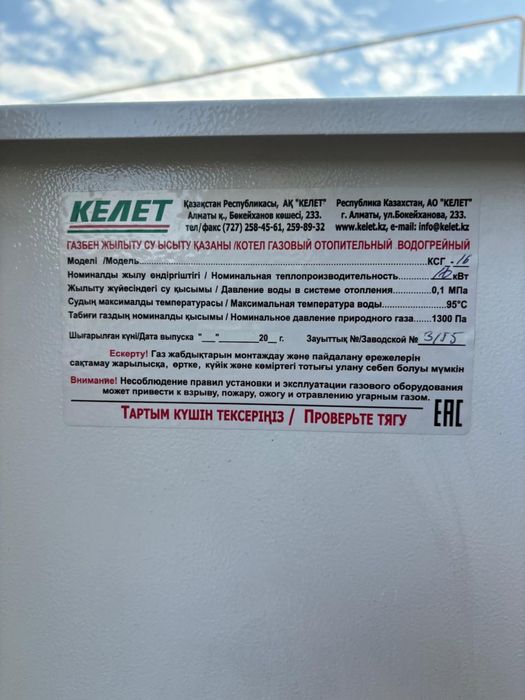 КЕЛЕТ
Қазақстан Республикасы, АҚ "КЕЛЕТ"
Алматы қ., Бөкейханов көшесі, 233.
тел/факс (727) 258-45-61, 259-89-32
Республика Казахстан, АО "КЕЛЕТ"
г. Алматы, ул.Бокейханова, 233.
www.kelet.kz, e-mail: info@kelet.kz
ГАЗБЕН ЖЫЛЫТУ СУ ЫСЫТУ ҚАЗАНЫ /КОТЕЛ ГАЗОВЫЙ ОТОПИТЕЛЬНЫЙ ВОДОГРЕЙНЫЙ
Моделі /Модель....КСГ -16
Номиналды жылу өндіргіштігі / Номинальная теплопроизводительность....кВт
Жылыту жүйесіндегі су қысымы / Давление воды в системе отопления....0,1 МПа
Судың максималды температурасы / Максимальная температура воды....95°С
Табиғи газдың номиналды қысымы / Номинальное давление природного газа....1300 Па
Шығарылған күні/Дата выпуска "___"________20__ г. Зауыттық №/Заводской № 3155
Ескерту! Газ жабдықтарын монтаждау және пайдалану ережелерін
сақтамау жарылысқа, өртке, күйік және көміртегі тотығы улану себеп болуы мүмкін
Внимание! Несоблюдение правил установки и эксплуатации газового оборудования
может привести к взрыву, пожару, ожогу и отравлению угарным газом.
ТАРТЫМ КҮШІН ТЕКСЕРІҢІЗ / ПРОВЕРЬТЕ ТЯГУ
ЕАС